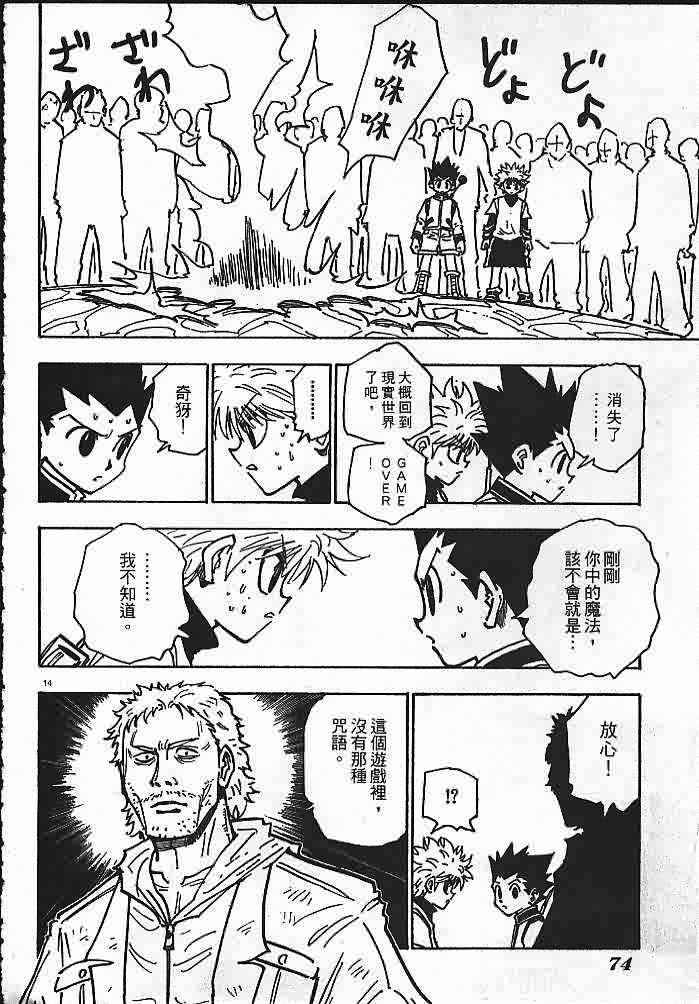 どよ
どよ
咻
咻
咻
ざわ
ざわ
消失了
……！
大概回到
現實世界
了吧，
GAME
OVER
！
………
奇犽！
剛剛
你中的魔法，
該不會就是…
………
我不知道。
14
放心！
!?
這個遊戲裡，
沒有那種
咒語。
74